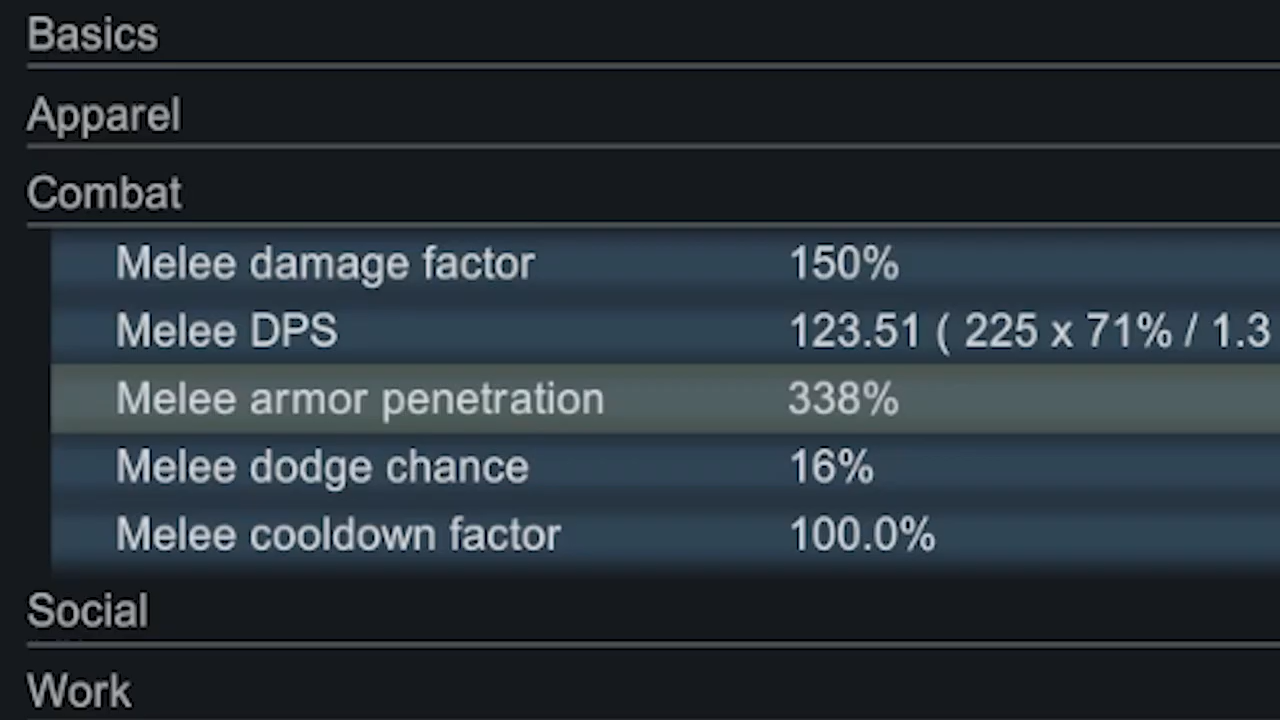 Basics
Apparel
Combat
Melee damage factor 150%
Melee DPS 123.51 ( 225 x 71% / 1.3
Melee armor penetration 338%
Melee dodge chance 16%
Melee cooldown factor 100.0%
Social
Work